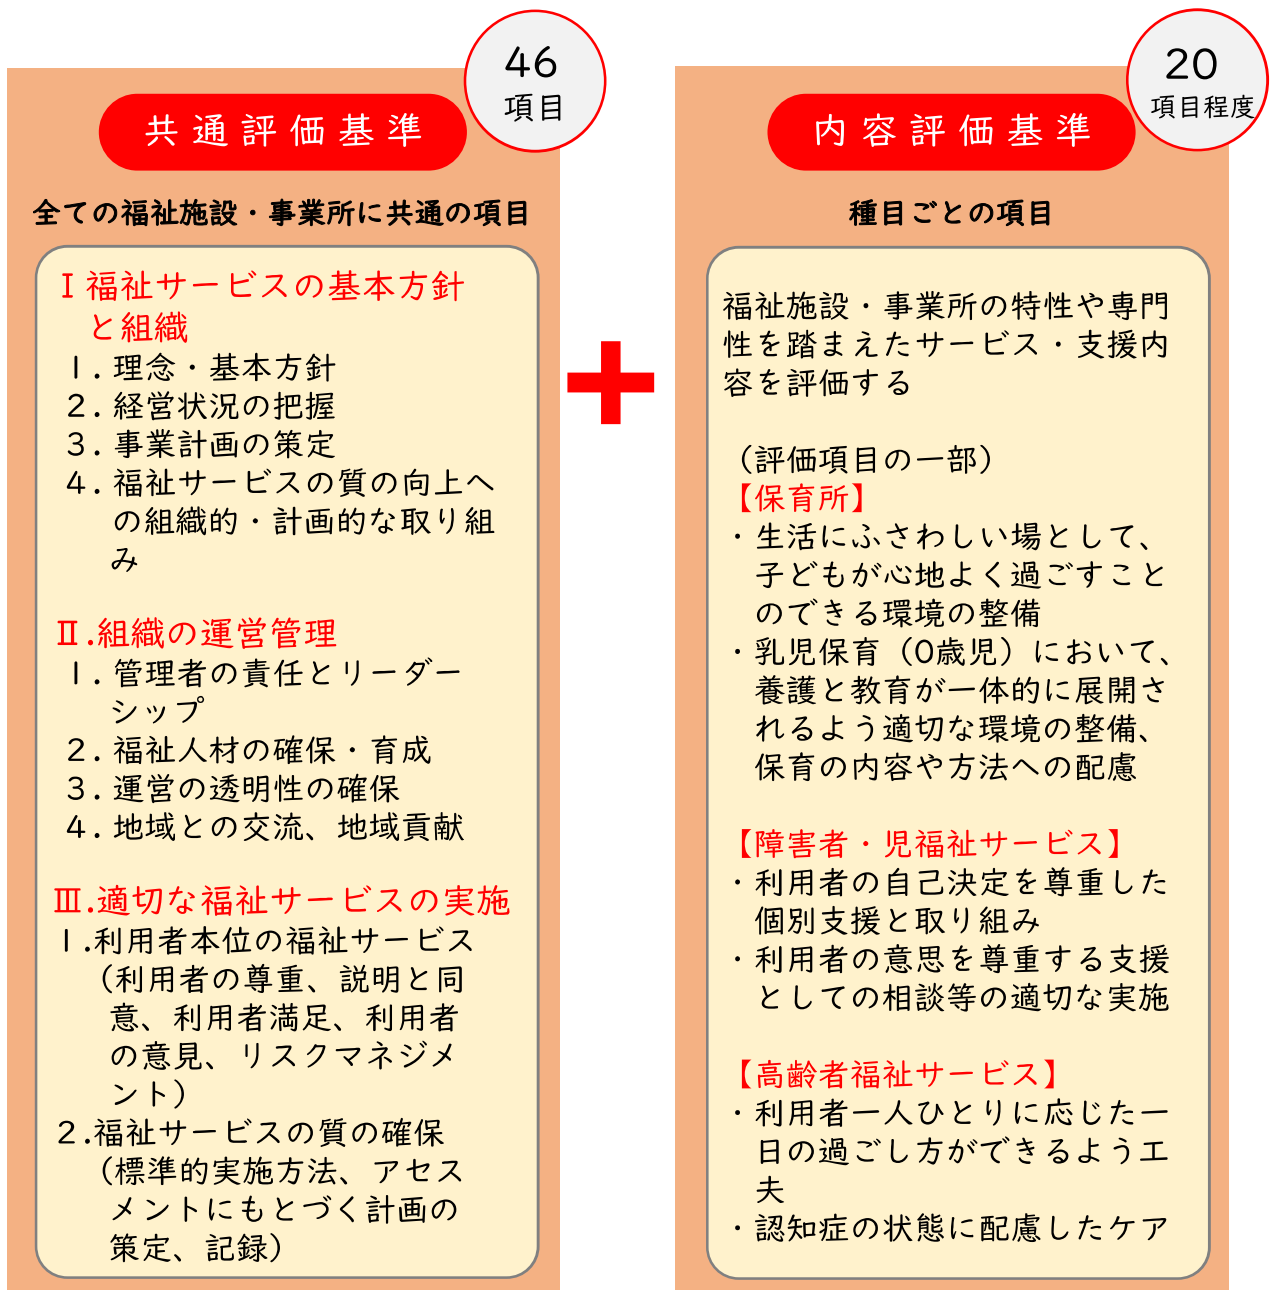 46
項目
共通評価基準
全ての福祉施設・事業所に共通の項目
Ⅰ福祉サービスの基本方針
と組織
１．理念・基本方針
２．経営状況の把握
３．事業計画の策定
４．福祉サービスの質の向上へ
の組織的・計画的な取り組
み
Ⅱ.組織の運営管理
１．管理者の責任とリーダー
シップ
２．福祉人材の確保・育成
３．運営の透明性の確保
４．地域との交流、地域貢献
Ⅲ.適切な福祉サービスの実施
１.利用者本位の福祉サービス
（利用者の尊重、説明と同
意、利用者満足、利用者
の意見、リスクマネジメ
ント）
２.福祉サービスの質の確保
（標準的実施方法、アセス
メントにもとづく計画の
策定、記録）
20
項目程度
内容評価基準
種目ごとの項目
福祉施設・事業所の特性や専門
性を踏まえたサービス・支援内
容を評価する
（評価項目の一部）
【保育所】
・生活にふさわしい場として、
子どもが心地よく過ごすこと
のできる環境の整備
・乳児保育（0歳児）において、
養護と教育が一体的に展開さ
れるよう適切な環境の整備、
保育の内容や方法への配慮
【障害者・児福祉サービス】
・利用者の自己決定を尊重した
個別支援と取り組み
・利用者の意思を尊重する支援
としての相談等の適切な実施
【高齢者福祉サービス】
・利用者一人ひとりに応じた一
日の過ごし方ができるよう工
夫
・認知症の状態に配慮したケア